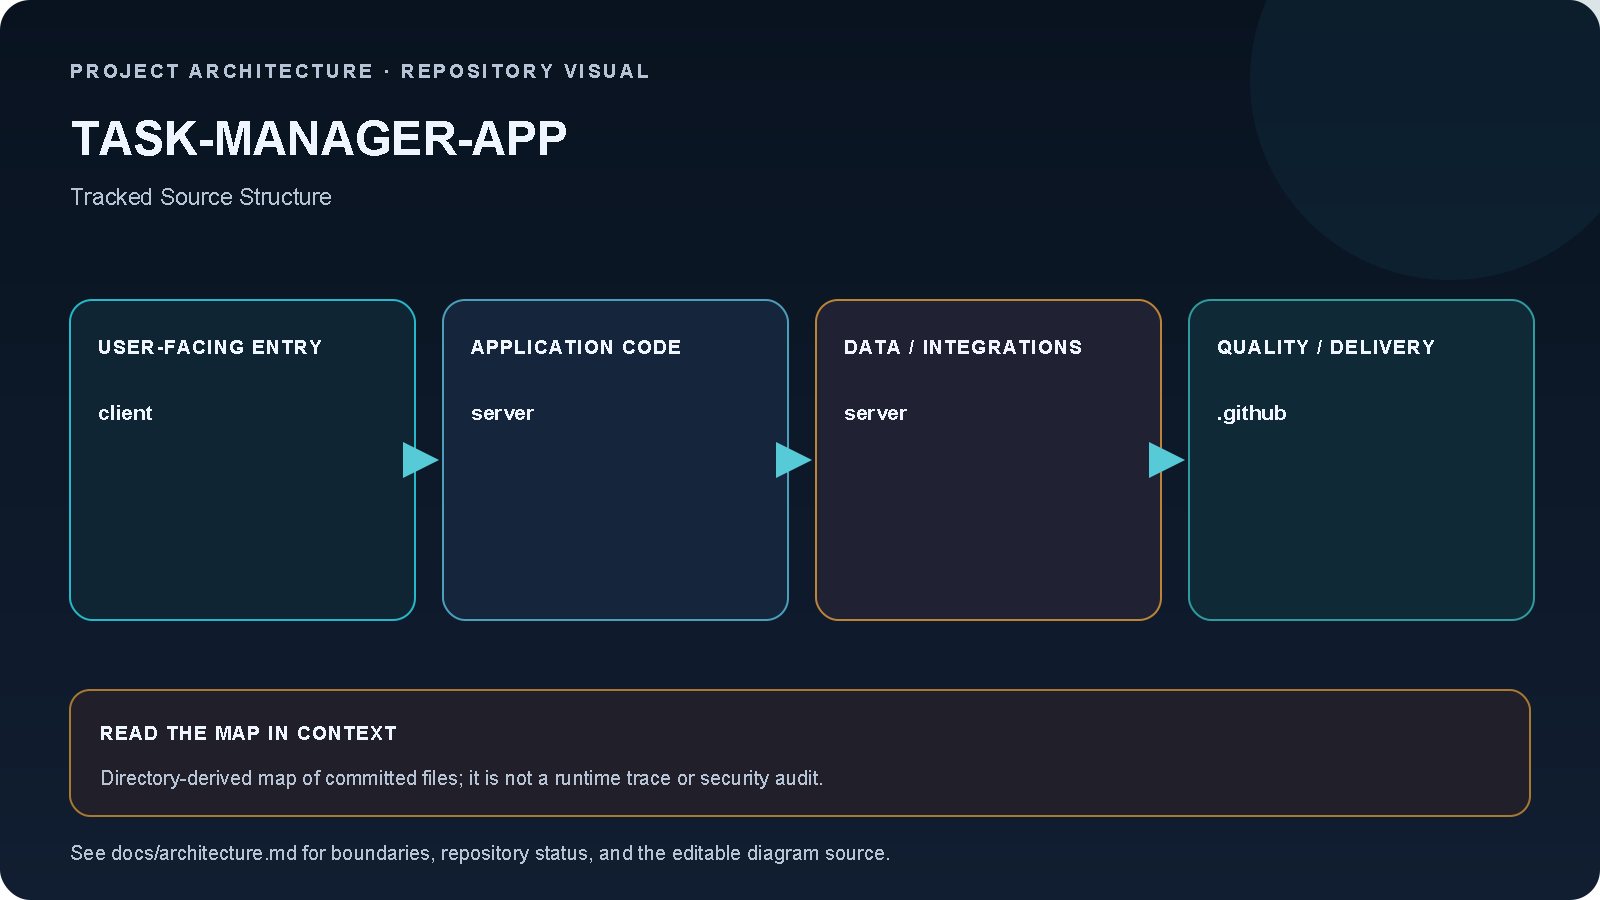 PROJECT ARCHITECTURE · REPOSITORY VISUAL
TASK-MANAGER-APP
Tracked Source Structure
USER-FACING ENTRY
client
APPLICATION CODE
server
DATA / INTEGRATIONS
server
QUALITY / DELIVERY
.github
READ THE MAP IN CONTEXT
Directory-derived map of committed files; it is not a runtime trace or security audit.
See docs/architecture.md for boundaries, repository status, and the editable diagram source.